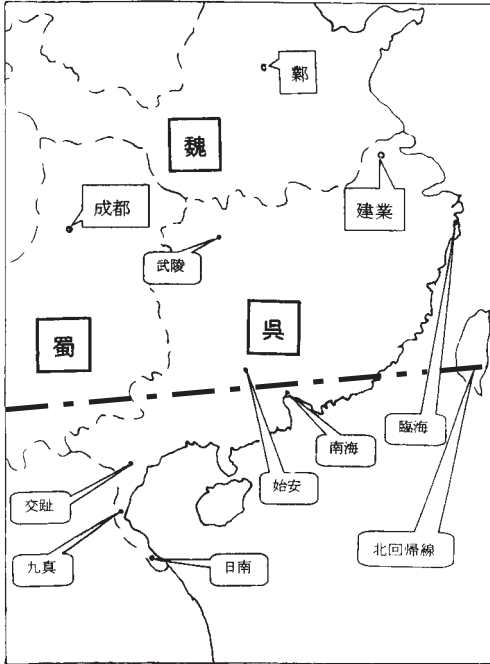 鄴
魏
成都
建業
武陵
呉
蜀
臨海
南海
始安
交趾
北回帰線
九真
日南